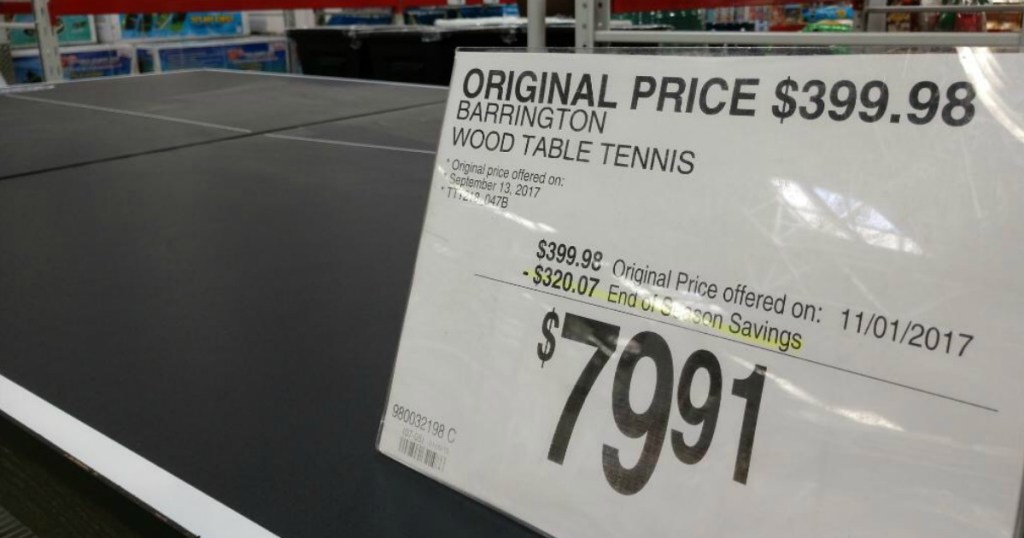 ORIGINAL PRICE $399.98
BARRINGTON
WOOD TABLE TENNIS
* Original price offered on:
* September 13, 2017
$399.98 Original Price offered on: 11/01/2017
- $320.07 End of Season Savings
$7991
980032198 C